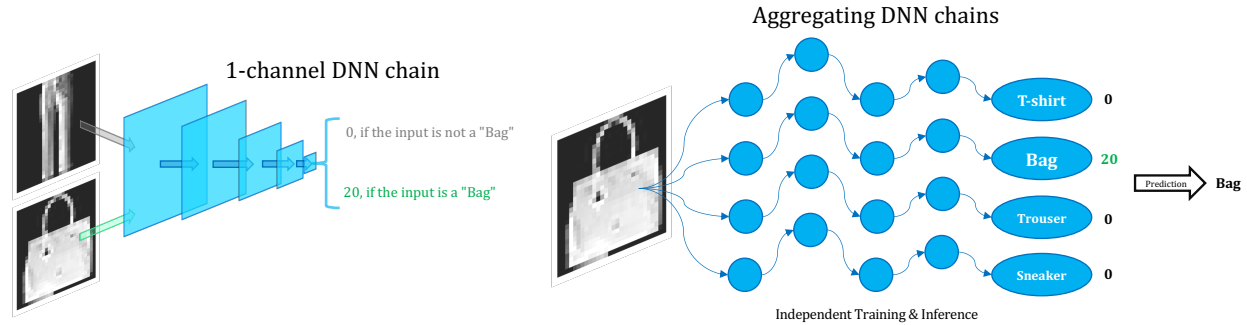 1-channel DNN chain
0, if the input is not a "Bag"
20, if the input is a "Bag"
Aggregating DNN chains
T-shirt 0
Bag 20
Trouser 0
Sneaker 0
Prediction Bag
Independent Training & Inference